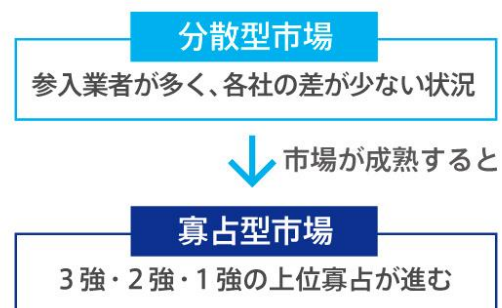 分散型市場
参入業者が多く、各社の差が少ない状況
市場が成熟すると
寡占型市場
3強・2強・1強の上位寡占が進む